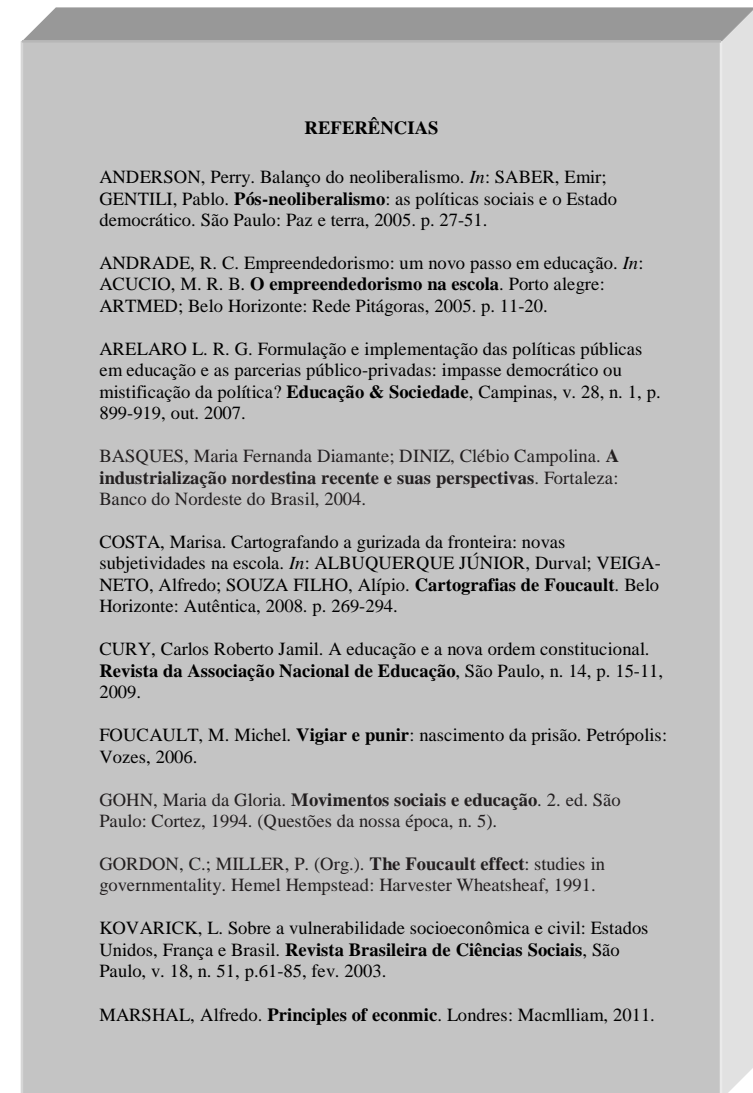 REFERÊNCIAS
ANDERSON, Perry. Balanço do neoliberalismo. In: SABER, Emir;
GENTILI, Pablo. Pós-neoliberalismo: as políticas sociais e o Estado
democrático. São Paulo: Paz e terra, 2005. p. 27-51.
ANDRADE, R. C. Empreendedorismo: um novo passo em educação. In:
ACUCIO, M. R. B. O empreendedorismo na escola. Porto alegre:
ARTMED; Belo Horizonte: Rede Pitágoras, 2005. p. 11-20.
ARELARO L. R. G. Formulação e implementação das políticas públicas
em educação e as parcerias público-privadas: impasse democrático ou
mistificação da política? Educação & Sociedade, Campinas, v. 28, n. 1, p.
899-919, out. 2007.
BASQUES, Maria Fernanda Diamante; DINIZ, Clébio Campolina. A
industrialização nordestina recente e suas perspectivas. Fortaleza:
Banco do Nordeste do Brasil, 2004.
COSTA, Marisa. Cartografando a gurizada da fronteira: novas
subjetividades na escola. In: ALBUQUERQUE JÚNIOR, Durval; VEIGA-
NETO, Alfredo; SOUZA FILHO, Alípio. Cartografias de Foucault. Belo
Horizonte: Autêntica, 2008. p. 269-294.
CURY, Carlos Roberto Jamil. A educação e a nova ordem constitucional.
Revista da Associação Nacional de Educação, São Paulo, n. 14, p. 15-11,
2009.
FOUCAULT, M. Michel. Vigiar e punir: nascimento da prisão. Petrópolis:
Vozes, 2006.
GOHN, Maria da Gloria. Movimentos sociais e educação. 2. ed. São
Paulo: Cortez, 1994. (Questões da nossa época, n. 5).
GORDON, C.; MILLER, P. (Org.). The Foucault effect: studies in
governmentality. Hemel Hempstead: Harvester Wheatsheaf, 1991.
KOVARICK, L. Sobre a vulnerabilidade socioeconômica e civil: Estados
Unidos, França e Brasil. Revista Brasileira de Ciências Sociais, São
Paulo, v. 18, n. 51, p.61-85, fev. 2003.
MARSHAL, Alfredo. Principles of econmic. Londres: Macmlliam, 2011.